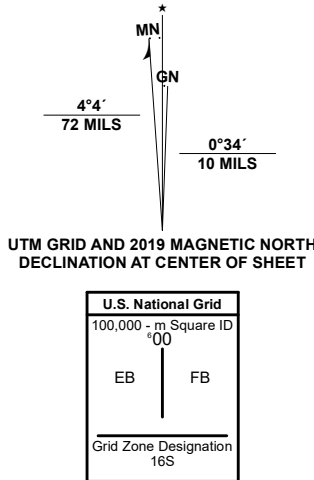 ★
MN
GN
4°4´
72 MILS
0°34´
10 MILS
UTM GRID AND 2019 MAGNETIC NORTH
DECLINATION AT CENTER OF SHEET
U.S. National Grid
100,000 - m Square ID
⁶00
EB FB
Grid Zone Designation
16S